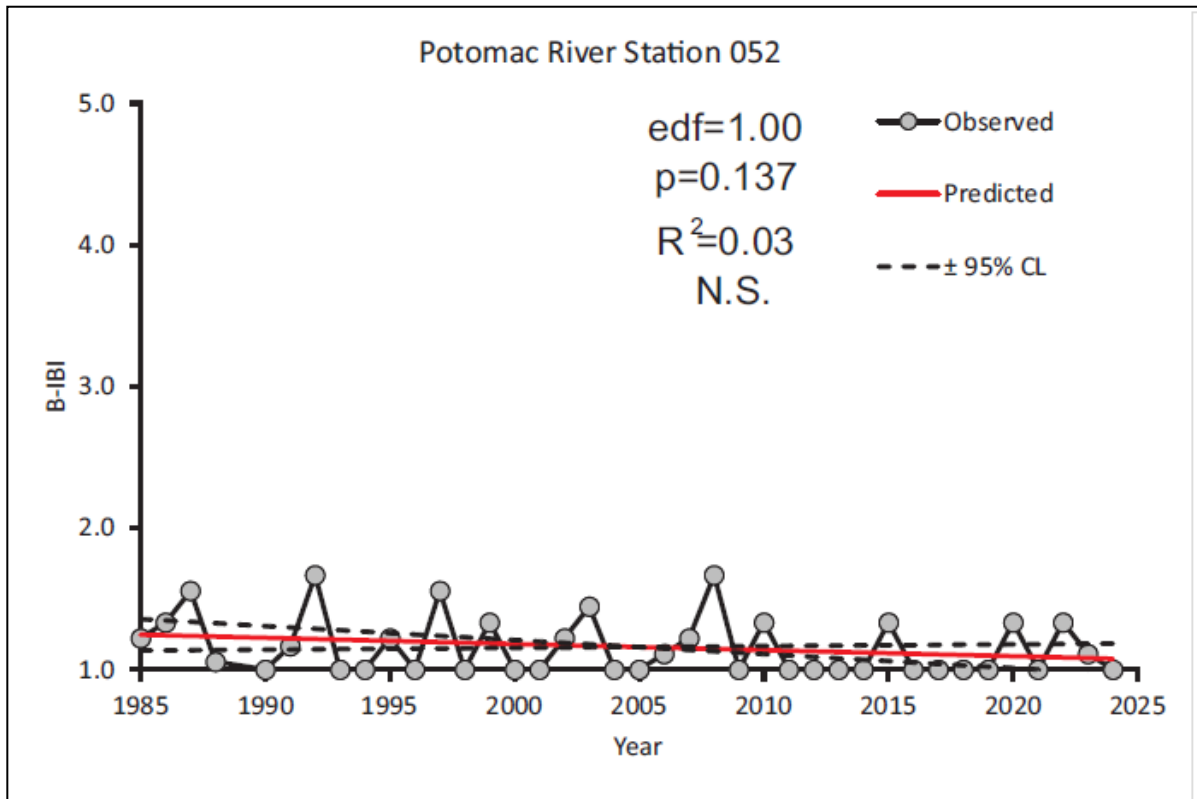 Potomac River Station 052
5.0
4.0
3.0
2.0
1.0
B-IBI
edf=1.00
p=0.137
R²=0.03
N.S.
Observed
Predicted
± 95% CL
1985 1990 1995 2000 2005 2010 2015 2020 2025
Year